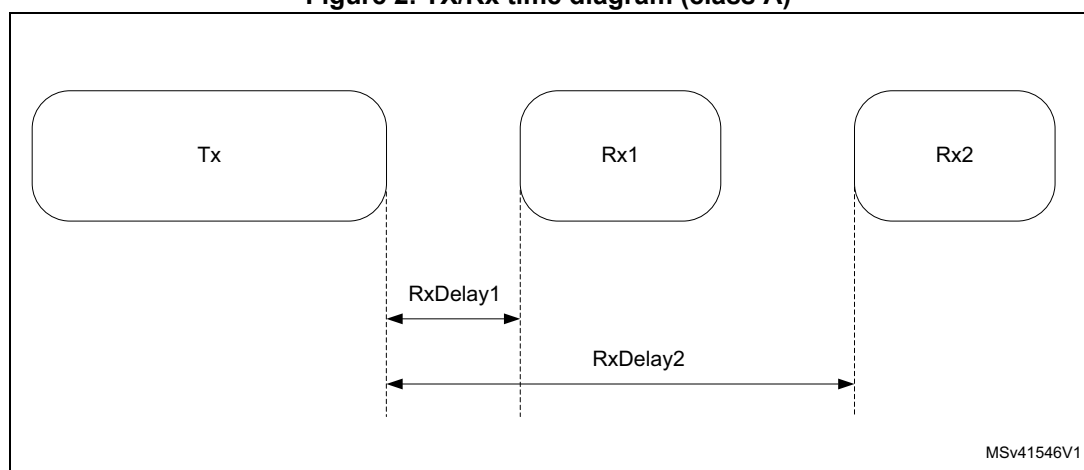 Figure 2. Tx/Rx time diagram (class A)
Tx
Rx1
Rx2
RxDelay1
RxDelay2
MSv41546V1